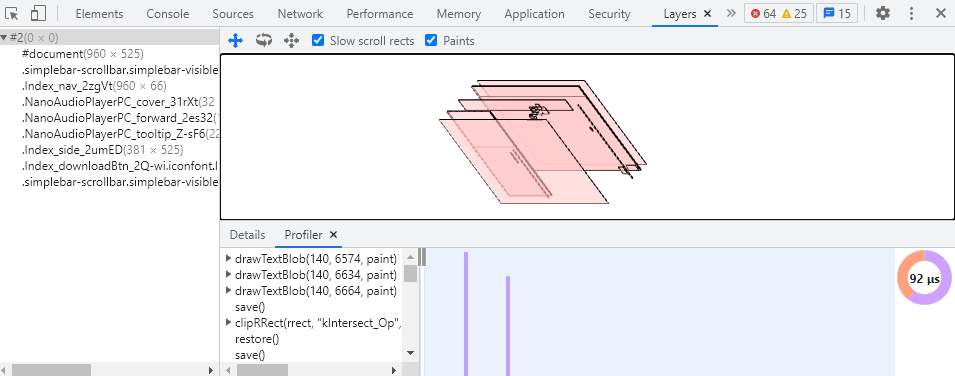 Elements Console Sources Network Performance Memory Application Security Layers 64 25 15
#2(0 × 0)
#document(960 × 525)
.simplebar-scrollbar.simplebar-visible
.Index_nav_2zgVt(960 × 66)
.NanoAudioPlayerPC_cover_31rXt(32
.NanoAudioPlayerPC_forward_2es32(
.NanoAudioPlayerPC_tooltip_Z-sF6(22
.Index_side_2umED(381 × 525)
.Index_downloadBtn_2Q-wi.iconfont.I
.simplebar-scrollbar.simplebar-visible
Slow scroll rects Paints
Details Profiler
drawTextBlob(140, 6574, paint)
drawTextBlob(140, 6634, paint)
drawTextBlob(140, 6664, paint)
save()
clipRRect(rrect, "kIntersect_Op",
restore()
save()
92 µs